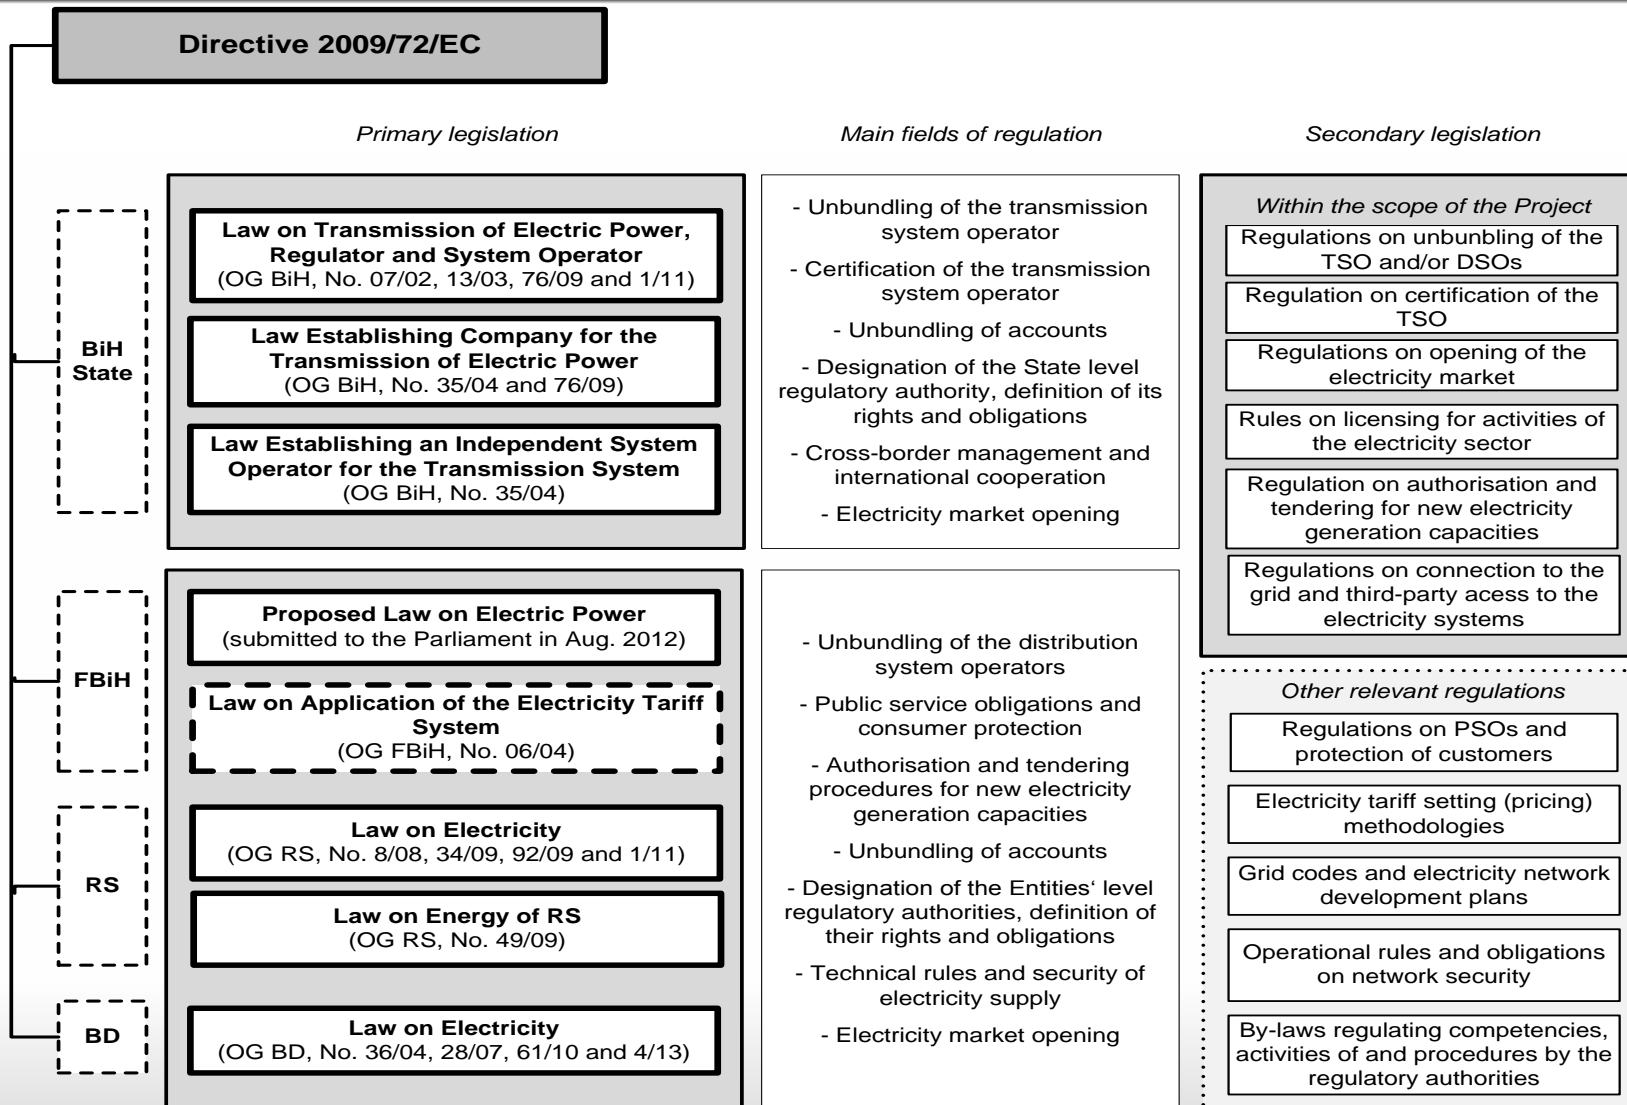 Directive 2009/72/EC
Primary legislation
Main fields of regulation
Secondary legislation
BiH
State
Law on Transmission of Electric Power,
Regulator and System Operator
(OG BiH, No. 07/02, 13/03, 76/09 and 1/11)
Law Establishing Company for the
Transmission of Electric Power
(OG BiH, No. 35/04 and 76/09)
Law Establishing an Independent System
Operator for the Transmission System
(OG BiH, No. 35/04)
- Unbundling of the transmission
system operator
- Certification of the transmission
system operator
- Unbundling of accounts
- Designation of the State level
regulatory authority, definition of its
rights and obligations
- Cross-border management and
international cooperation
- Electricity market opening
Within the scope of the Project
Regulations on unbunbling of the
TSO and/or DSOs
Regulation on certification of the
TSO
Regulations on opening of the
electricity market
Rules on licensing for activities of
the electricity sector
Regulation on authorisation and
tendering for new electricity
generation capacities
Regulations on connection to the
grid and third-party acess to the
electricity systems
FBiH
Proposed Law on Electric Power
(submitted to the Parliament in Aug. 2012)
Law on Application of the Electricity Tariff
System
(OG FBiH, No. 06/04)
RS
Law on Electricity
(OG RS, No. 8/08, 34/09, 92/09 and 1/11)
Law on Energy of RS
(OG RS, No. 49/09)
BD
Law on Electricity
(OG BD, No. 36/04, 28/07, 61/10 and 4/13)
- Unbundling of the distribution
system operators
- Public service obligations and
consumer protection
- Authorisation and tendering
procedures for new electricity
generation capacities
- Unbundling of accounts
- Designation of the Entities‘ level
regulatory authorities, definition of
their rights and obligations
- Technical rules and security of
electricity supply
- Electricity market opening
Other relevant regulations
Regulations on PSOs and
protection of customers
Electricity tariff setting (pricing)
methodologies
Grid codes and electricity network
development plans
Operational rules and obligations
on network security
By-laws regulating competencies,
activities of and procedures by the
regulatory authorities